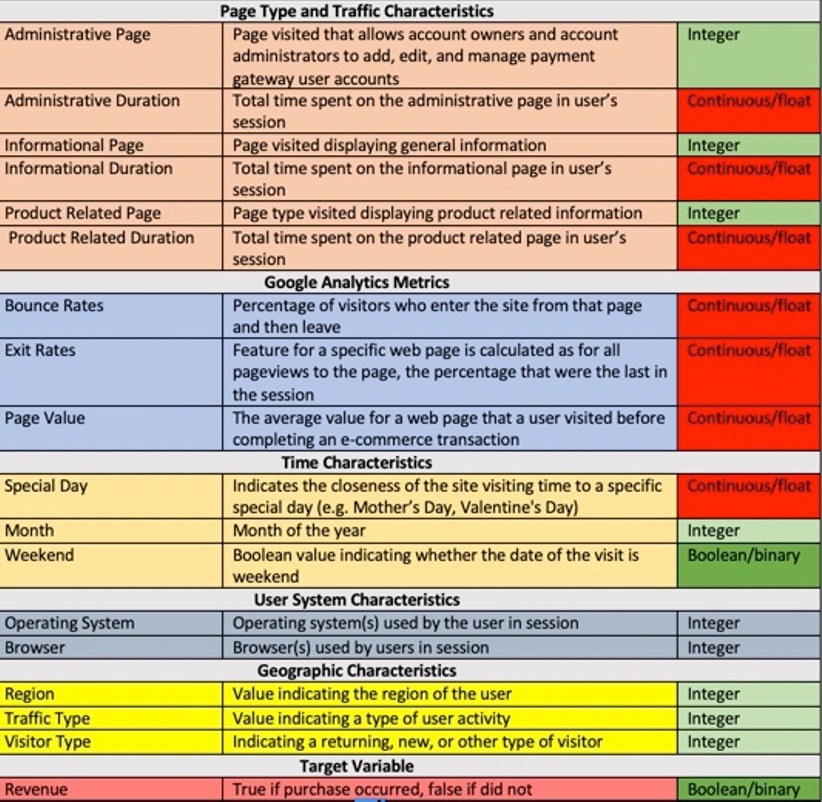 Page Type and Traffic Characteristics
Administrative Page
Page visited that allows account owners and account
administrators to add, edit, and manage payment
gateway user accounts
Integer
Administrative Duration
Total time spent on the administrative page in user's
session
Continuous/float
Informational Page
Page visited displaying general information
Integer
Informational Duration
Total time spent on the informational page in user's
session
Continuous/float
Product Related Page
Page type visited displaying product related information
Integer
Product Related Duration
Total time spent on the product related page in user's
session
Continuous/float
Google Analytics Metrics
Bounce Rates
Percentage of visitors who enter the site from that page
and then leave
Continuous/float
Exit Rates
Feature for a specific web page is calculated as for all
pageviews to the page, the percentage that were the last in
the session
Continuous/float
Page Value
The average value for a web page that a user visited before
completing an e-commerce transaction
Continuous/float
Time Characteristics
Special Day
Indicates the closeness of the site visiting time to a specific
special day (e.g. Mother's Day, Valentine's Day)
Continuous/float
Month
Month of the year
Integer
Weekend
Boolean value indicating whether the date of the visit is
weekend
Boolean/binary
User System Characteristics
Operating System
Operating system(s) used by the user in session
Integer
Browser
Browser(s) used by users in session
Integer
Geographic Characteristics
Region
Value indicating the region of the user
Integer
Traffic Type
Value indicating a type of user activity
Integer
Visitor Type
Indicating a returning, new, or other type of visitor
Integer
Target Variable
Revenue
True if purchase occurred, false if did not
Boolean/binary